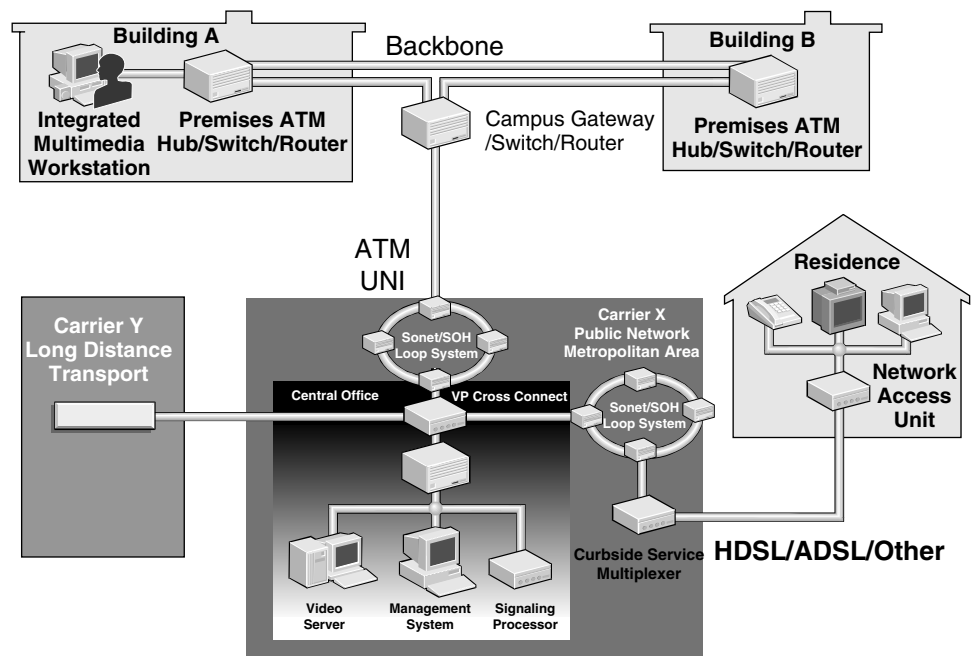 Building A
Backbone
Building B
Integrated
Multimedia
Workstation
Premises ATM
Hub/Switch/Router
Campus Gateway
/Switch/Router
Premises ATM
Hub/Switch/Router
ATM
UNI
Residence
Network
Access
Unit
Carrier Y
Long Distance
Transport
Sonet/SOH
Loop System
Carrier X
Public Network
Metropolitan Area
Central Office
VP Cross Connect
Sonet/SOH
Loop System
Curbside Service
Multiplexer
HDSL/ADSL/Other
Video
Server
Management
System
Signaling
Processor